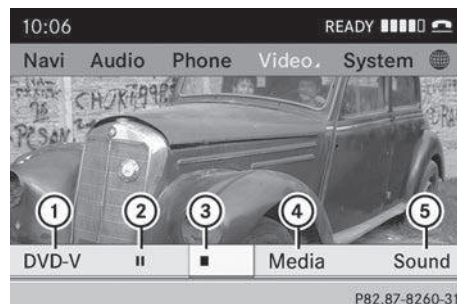 10:06 READY
Navi Audio Phone Video System
1 2 3 4 5
DVD-V Media Sound
P82.87-8260-31